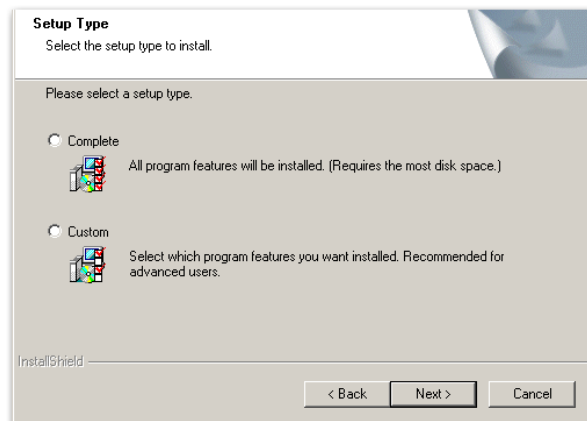 Setup Type
Select the setup type to install.
Please select a setup type.
Complete
All program features will be installed. (Requires the most disk space.)
Custom
Select which program features you want installed. Recommended for
advanced users.
InstallShield
< Back
Next >
Cancel